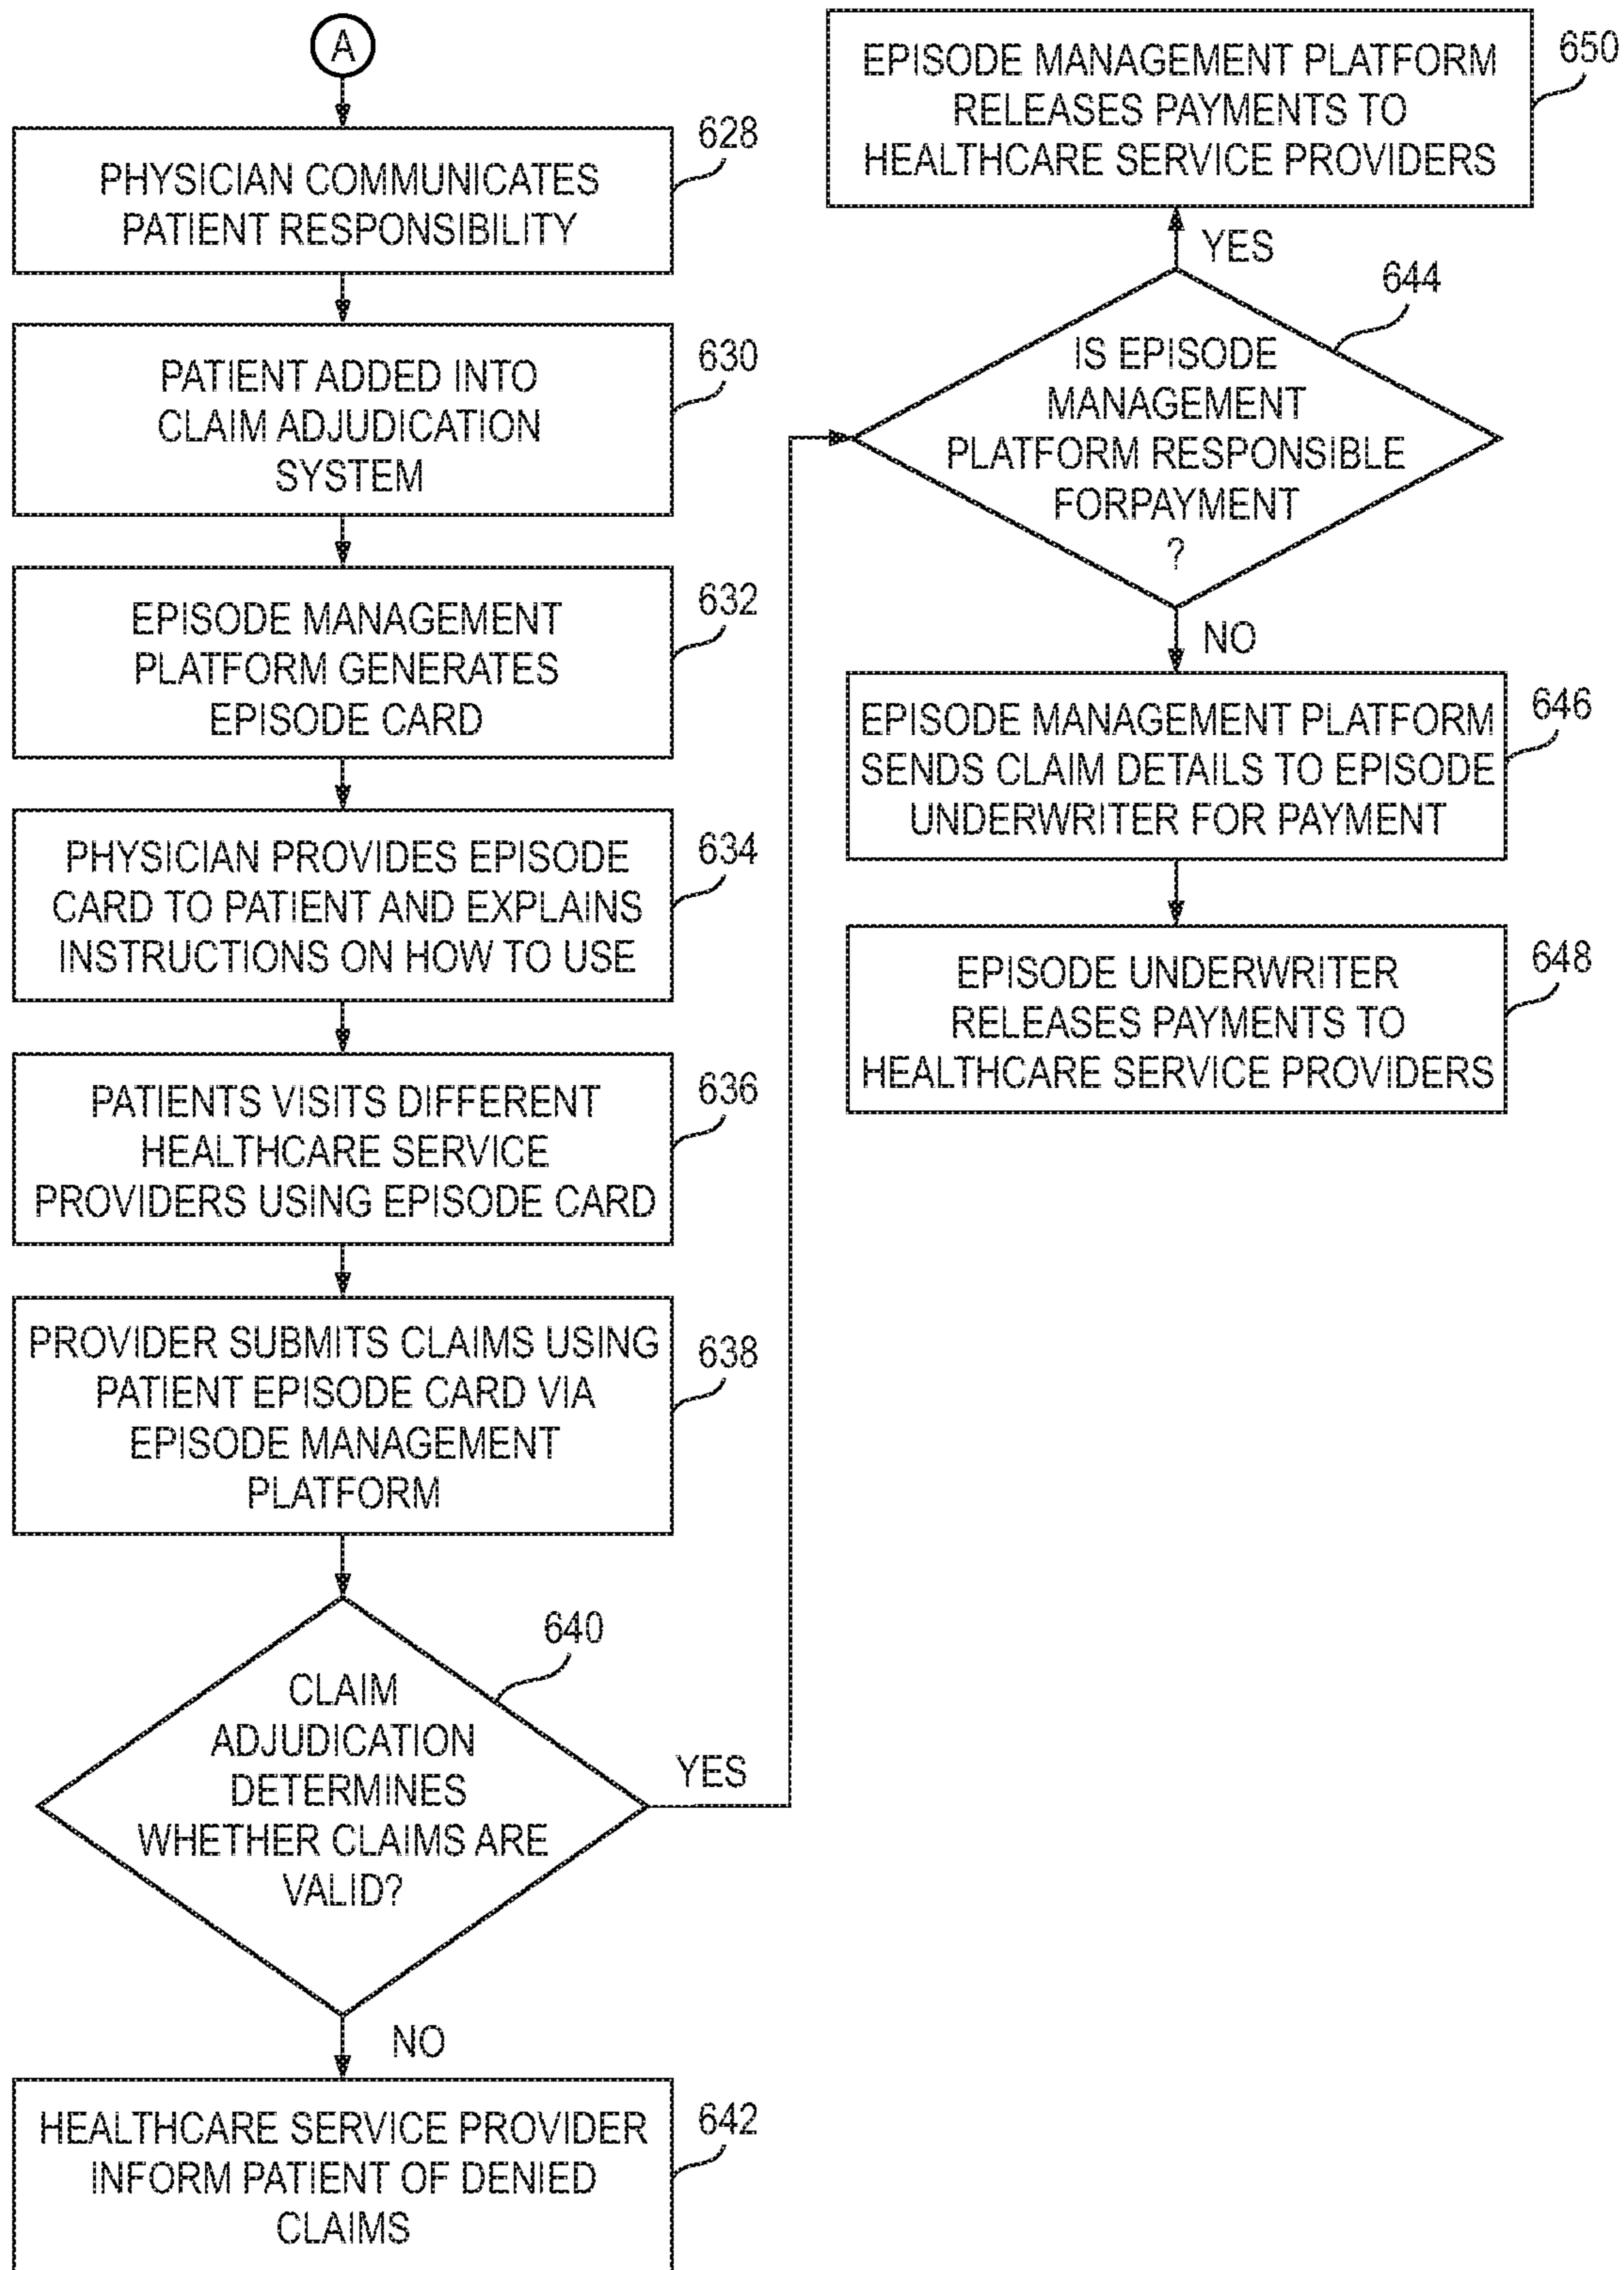 A
PHYSICIAN COMMUNICATES
PATIENT RESPONSIBILITY
628
PATIENT ADDED INTO
CLAIM ADJUDICATION
SYSTEM
630
EPISODE MANAGEMENT
PLATFORM GENERATES
EPISODE CARD
632
PHYSICIAN PROVIDES EPISODE
CARD TO PATIENT AND EXPLAINS
INSTRUCTIONS ON HOW TO USE
634
PATIENTS VISITS DIFFERENT
HEALTHCARE SERVICE
PROVIDERS USING EPISODE CARD
636
PROVIDER SUBMITS CLAIMS USING
PATIENT EPISODE CARD VIA
EPISODE MANAGEMENT
PLATFORM
638
CLAIM
ADJUDICATION
DETERMINES
WHETHER CLAIMS ARE
VALID?
640
YES
NO
HEALTHCARE SERVICE PROVIDER
INFORM PATIENT OF DENIED
CLAIMS
642
EPISODE MANAGEMENT PLATFORM
RELEASES PAYMENTS TO
HEALTHCARE SERVICE PROVIDERS
650
YES
644
IS EPISODE
MANAGEMENT
PLATFORM RESPONSIBLE
FORPAYMENT
?
NO
EPISODE MANAGEMENT PLATFORM
SENDS CLAIM DETAILS TO EPISODE
UNDERWRITER FOR PAYMENT
646
EPISODE UNDERWRITER
RELEASES PAYMENTS TO
HEALTHCARE SERVICE PROVIDERS
648